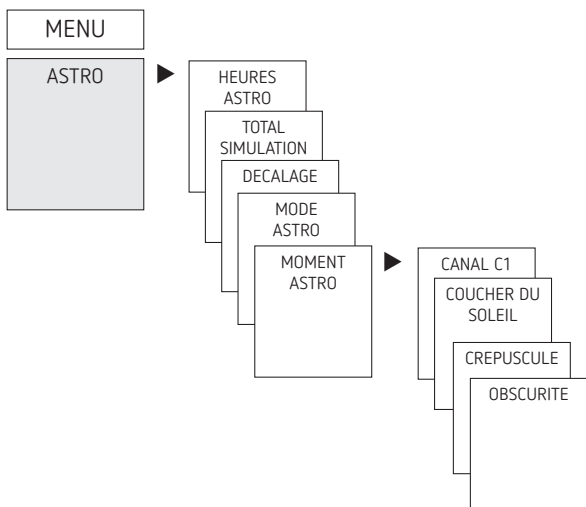 MENU
ASTRO
HEURES
ASTRO
TOTAL
SIMULATION
DECALAGE
MODE
ASTRO
MOMENT
ASTRO
CANAL C1
COUCHER DU
SOLEIL
CREPUSCULE
OBSCURITE